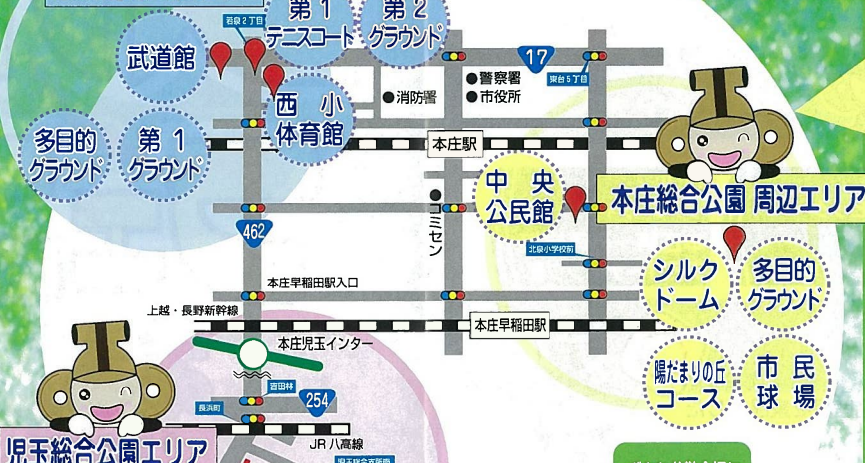 若泉2丁目
第1
テニスコート
第2
グラウンド
武道館
17
東台5丁目
●警察署
●市役所
●消防署
西小
体育館
多目的
グラウンド
第1
グラウンド
本庄駅
中央
公民館
本庄総合公園 周辺エリア
●コミセン
462
北泉小学校前
シルク
ドーム
多目的
グラウンド
本庄早稲田駅入口
上越・長野新幹線
本庄早稲田駅
本庄児玉インター
陽だまりの丘
コース
市民
球場
吉田林
254
長浜町
JR八高線
児玉総合公園エリア